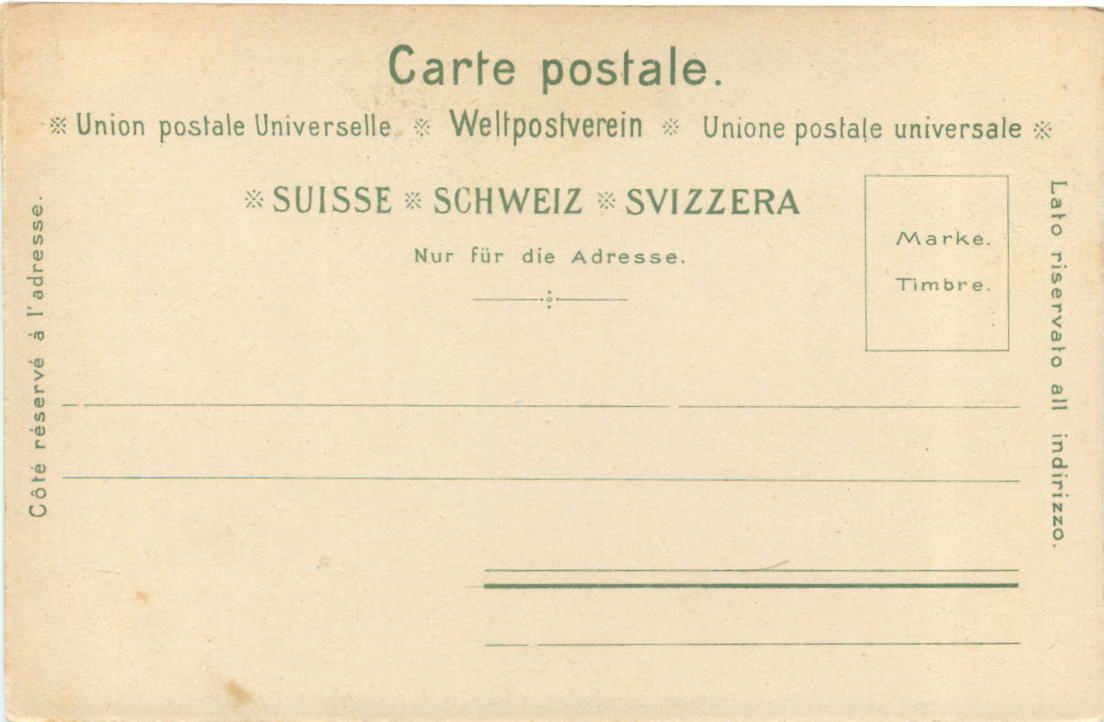 Carte postale.
※ Union postale Universelle ※ Weltpostverein ※ Unione postale universale ※
※ SUISSE ※ SCHWEIZ ※ SVIZZERA
Nur für die Adresse.
Marke.
Timbre.
Côté réservé à l'adresse.
Lato riservato all indirizzo.